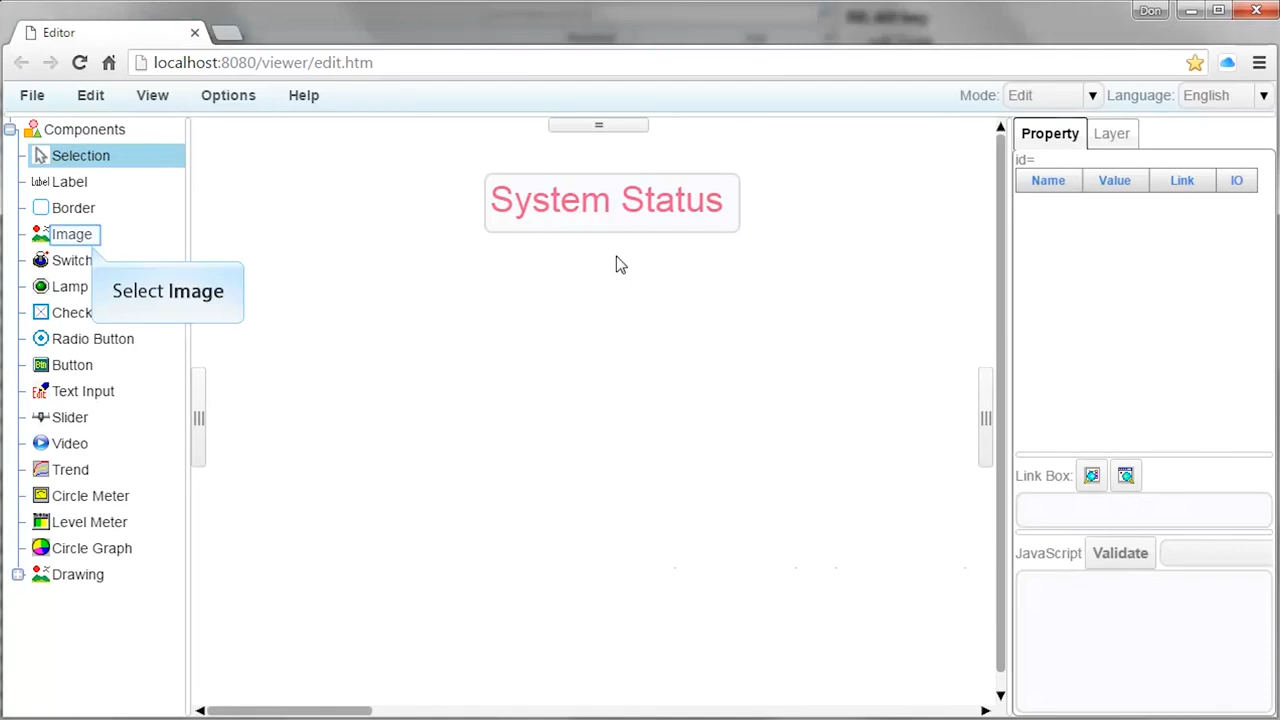 Don
Editor
localhost:8080/viewer/edit.htm
File Edit View Options Help Mode: Edit Language: English
Components
Selection
Label
Border
Image
Switch
Lamp
Check
Select Image
Radio Button
Button
Text Input
Slider
Video
Trend
Circle Meter
Level Meter
Circle Graph
Drawing
System Status
Property Layer
id=
Name Value Link IO
Link Box:
JavaScript Validate